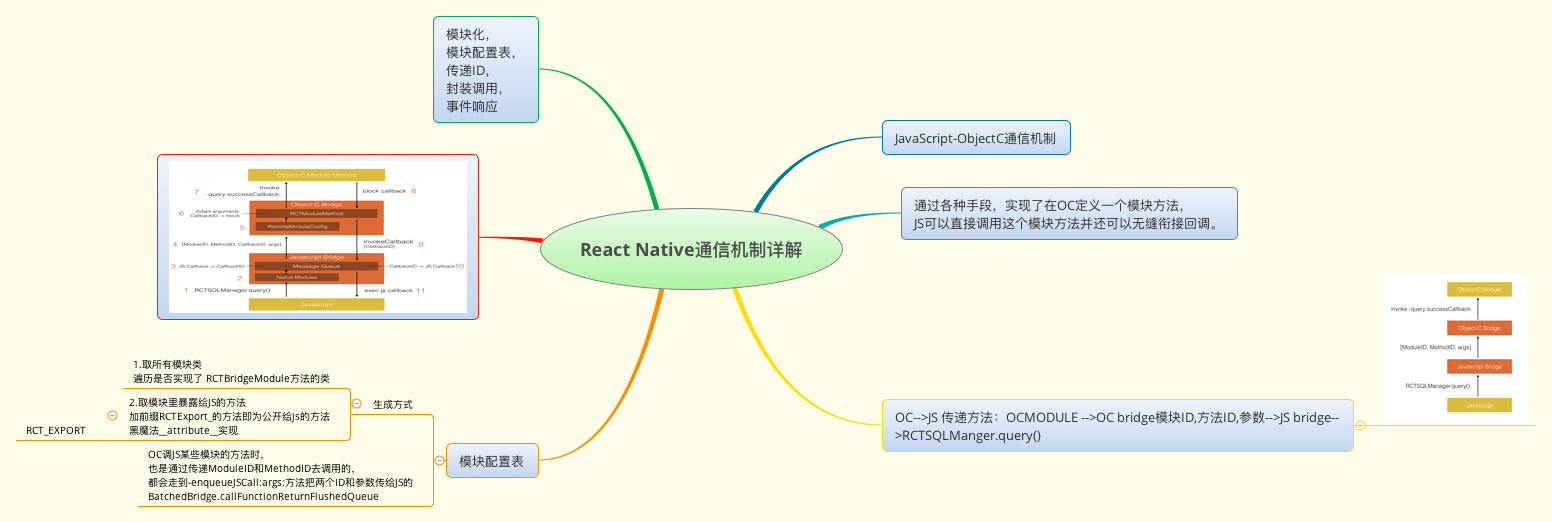 模块化，
模块配置表，
传递ID，
封装调用，
事件响应
JavaScript-ObjectC通信机制
通过各种手段，实现了在OC定义一个模块方法，
JS可以直接调用这个模块方法并还可以无缝衔接回调。
React Native通信机制详解
Object-C Module Method
7
Invoke
- query:successCallback:
block callback 8
Object-C Bridge
6
Adapt arguments
CallbackID -> block
RCTModuleMethod
5
RemoteModuleConfig
4 [ModuleID, MethodID, CallbackID, args]
invokeCallback
[CallbackID]
9
Javascript Bridge
3 JS Callback -> CallbackID
Message Queue
CallbackID -> JS Callback 10
2
Native Modules
1 RCTSQLManager.query()
exec js callback 11
Javascript
Object-C Module
invoke -query:successCallback:
Object-C Bridge
[ModuleID, MethodID, args]
Javascript Bridge
RCTSQLManager.query()
Javascript
OC-->JS 传递方法：OCMODULE -->OC bridge模块ID,方法ID,参数-->JS bridge--
>RCTSQLManger.query()
模块配置表
生成方式
1.取所有模块类
遍历是否实现了 RCTBridgeModule方法的类
2.取模块里暴露给JS的方法
加前缀RCTExport_的方法即为公开给js的方法
黑魔法__attribute__实现
RCT_EXPORT
OC调JS某些模块的方法时，
也是通过传递ModuleID和MethodID去调用的，
都会走到-enqueueJSCall:args:方法把两个ID和参数传给JS的
BatchedBridge.callFunctionReturnFlushedQueue